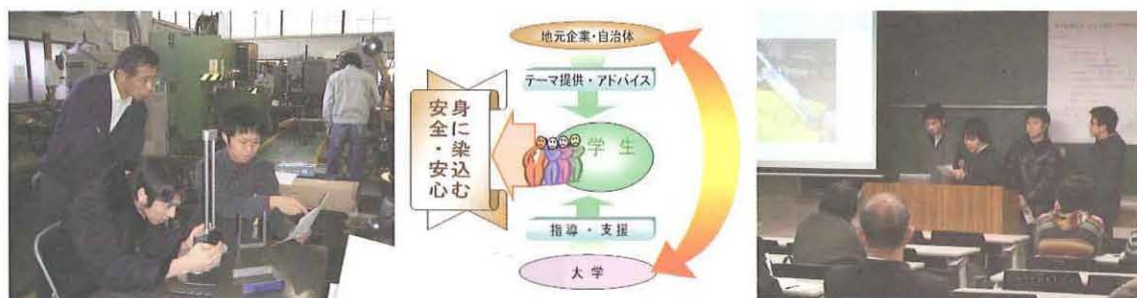 地元企業・自治体
テーマ提供・アドバイス
身に染込む
安全・安心
学生
指導・支援
大学